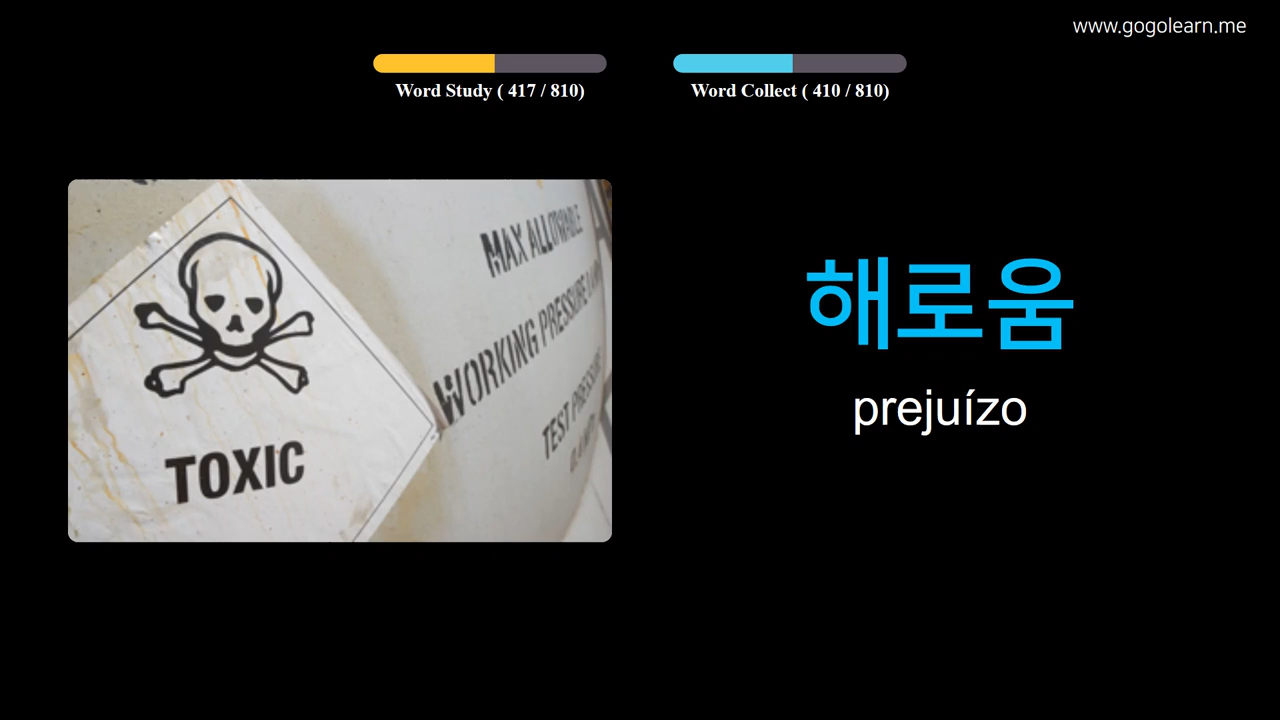 www.gogolearn.me
Word Study ( 417 / 810)
Word Collect ( 410 / 810)
MAX ALLOWABLE
WORKING PRESSURE
TEST PRESSURE
TOXIC
해로움
prejuízo